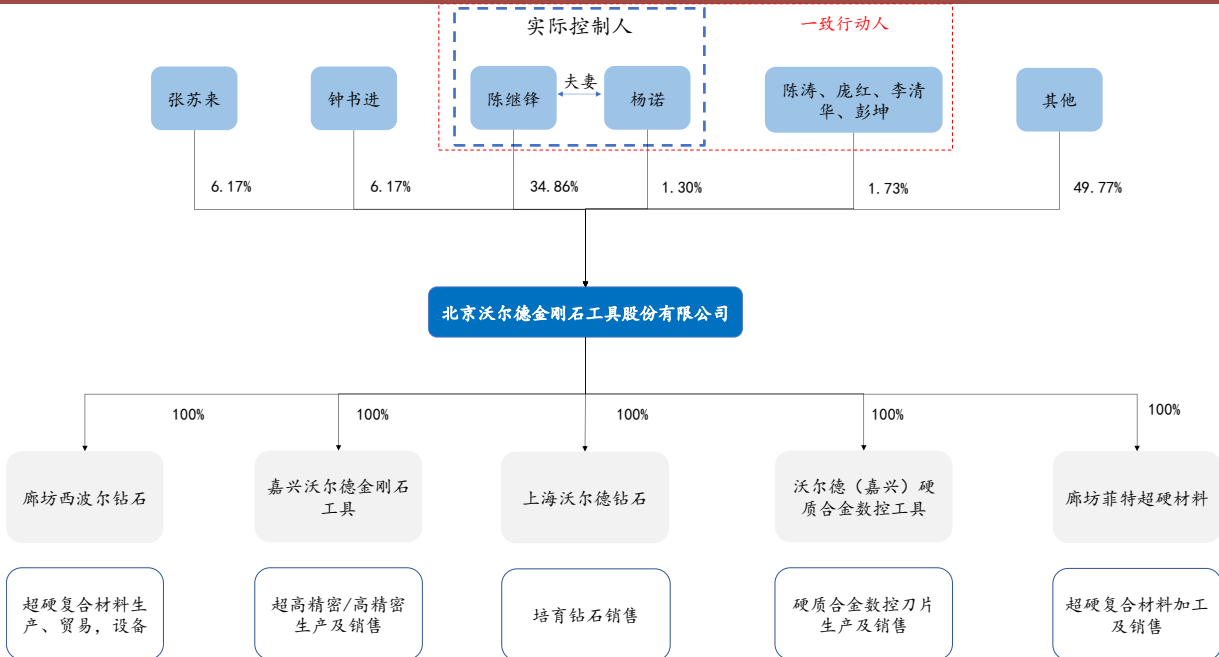 实际控制人
一致行动人
张苏来
钟书进
陈继锋
夫妻
杨诺
陈涛、庞红、李清
华、彭坤
其他
6.17%
6.17%
34.86%
1.30%
1.73%
49.77%
北京沃尔德金刚石工具股份有限公司
100%
100%
100%
100%
100%
廊坊西波尔钻石
嘉兴沃尔德金刚石
工具
上海沃尔德钻石
沃尔德（嘉兴）硬
质合金数控工具
廊坊菲特超硬材料
超硬复合材料生
产、贸易，设备
超高精密/高精密
生产及销售
培育钻石销售
硬质合金数控刀片
生产及销售
超硬复合材料加工
及销售